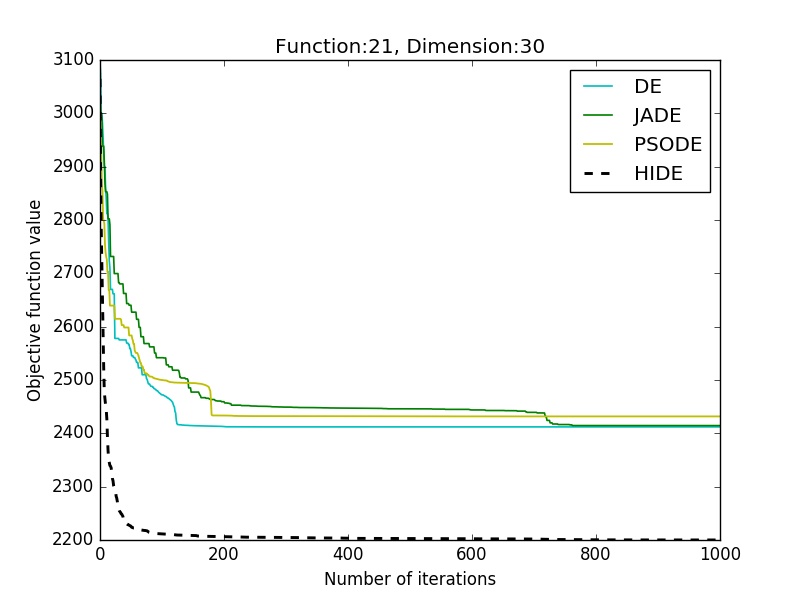 Function:21, Dimension:30
3100
3000
2900
2800
2700
2600
2500
2400
2300
2200
Objective function value
DE
JADE
PSODE
HIDE
0 200 400 600 800 1000
Number of iterations